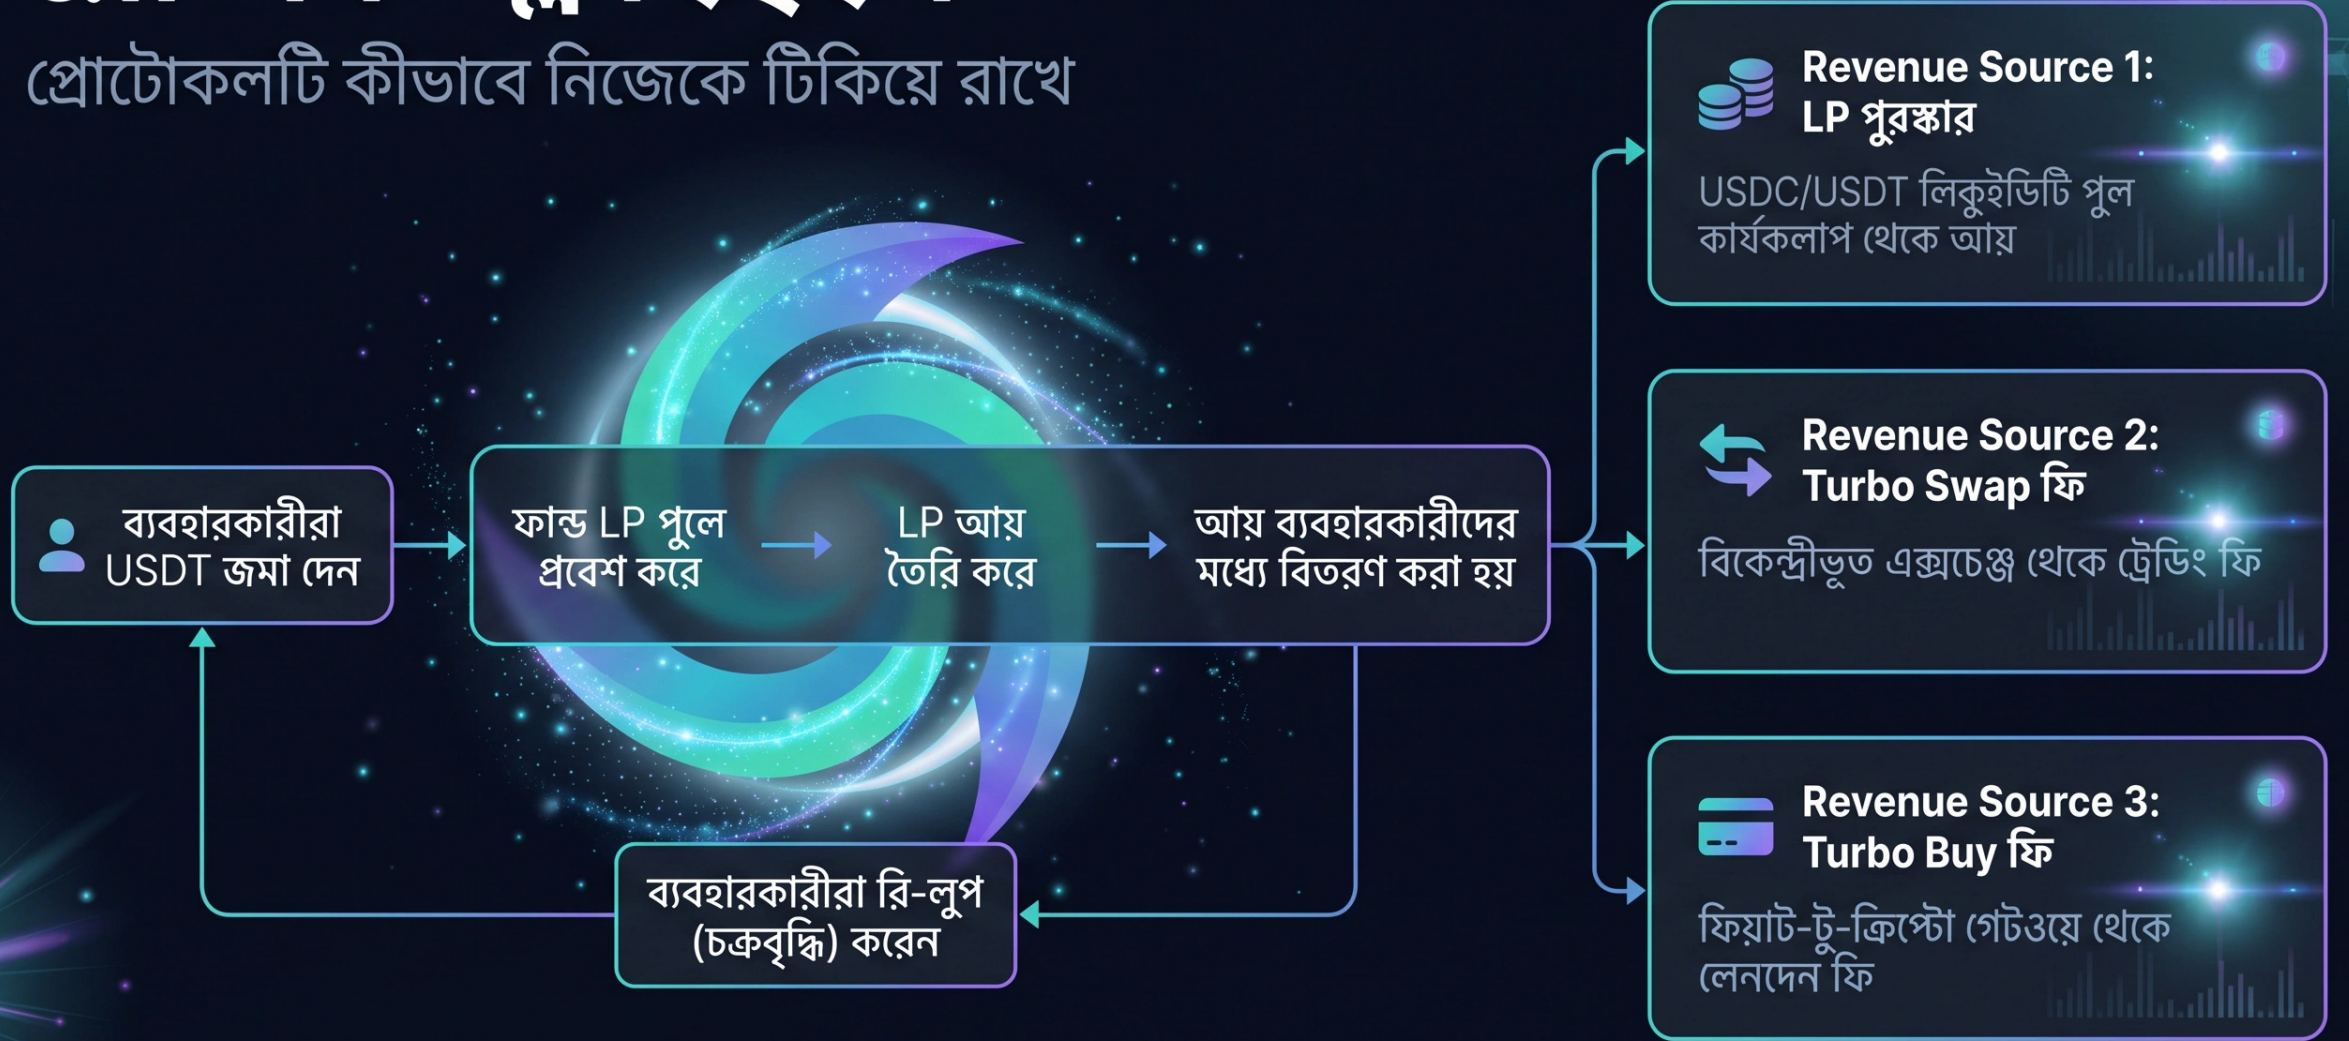 প্রোটোকলটি কীভাবে নিজেকে টিকিয়ে রাখে
ব্যবহারকারীরা
USDT জমা দেন
ফান্ড LP পুলে
প্রবেশ করে
LP আয়
তৈরি করে
আয় ব্যবহারকারীদের
মধ্যে বিতরণ করা হয়
ব্যবহারকারীরা রি-লুপ
(চক্রবৃদ্ধি) করেন
Revenue Source 1:
LP পুরস্কার
USDC/USDT লিকুইডিটি পুল
কার্যকলাপ থেকে আয়
Revenue Source 2:
Turbo Swap ফি
বিকেন্দ্রীভূত এক্সচেঞ্জ থেকে ট্রেডিং ফি
Revenue Source 3:
Turbo Buy ফি
ফিয়াট-টু-ক্রিপ্টো গেটওয়ে থেকে
লেনদেন ফি